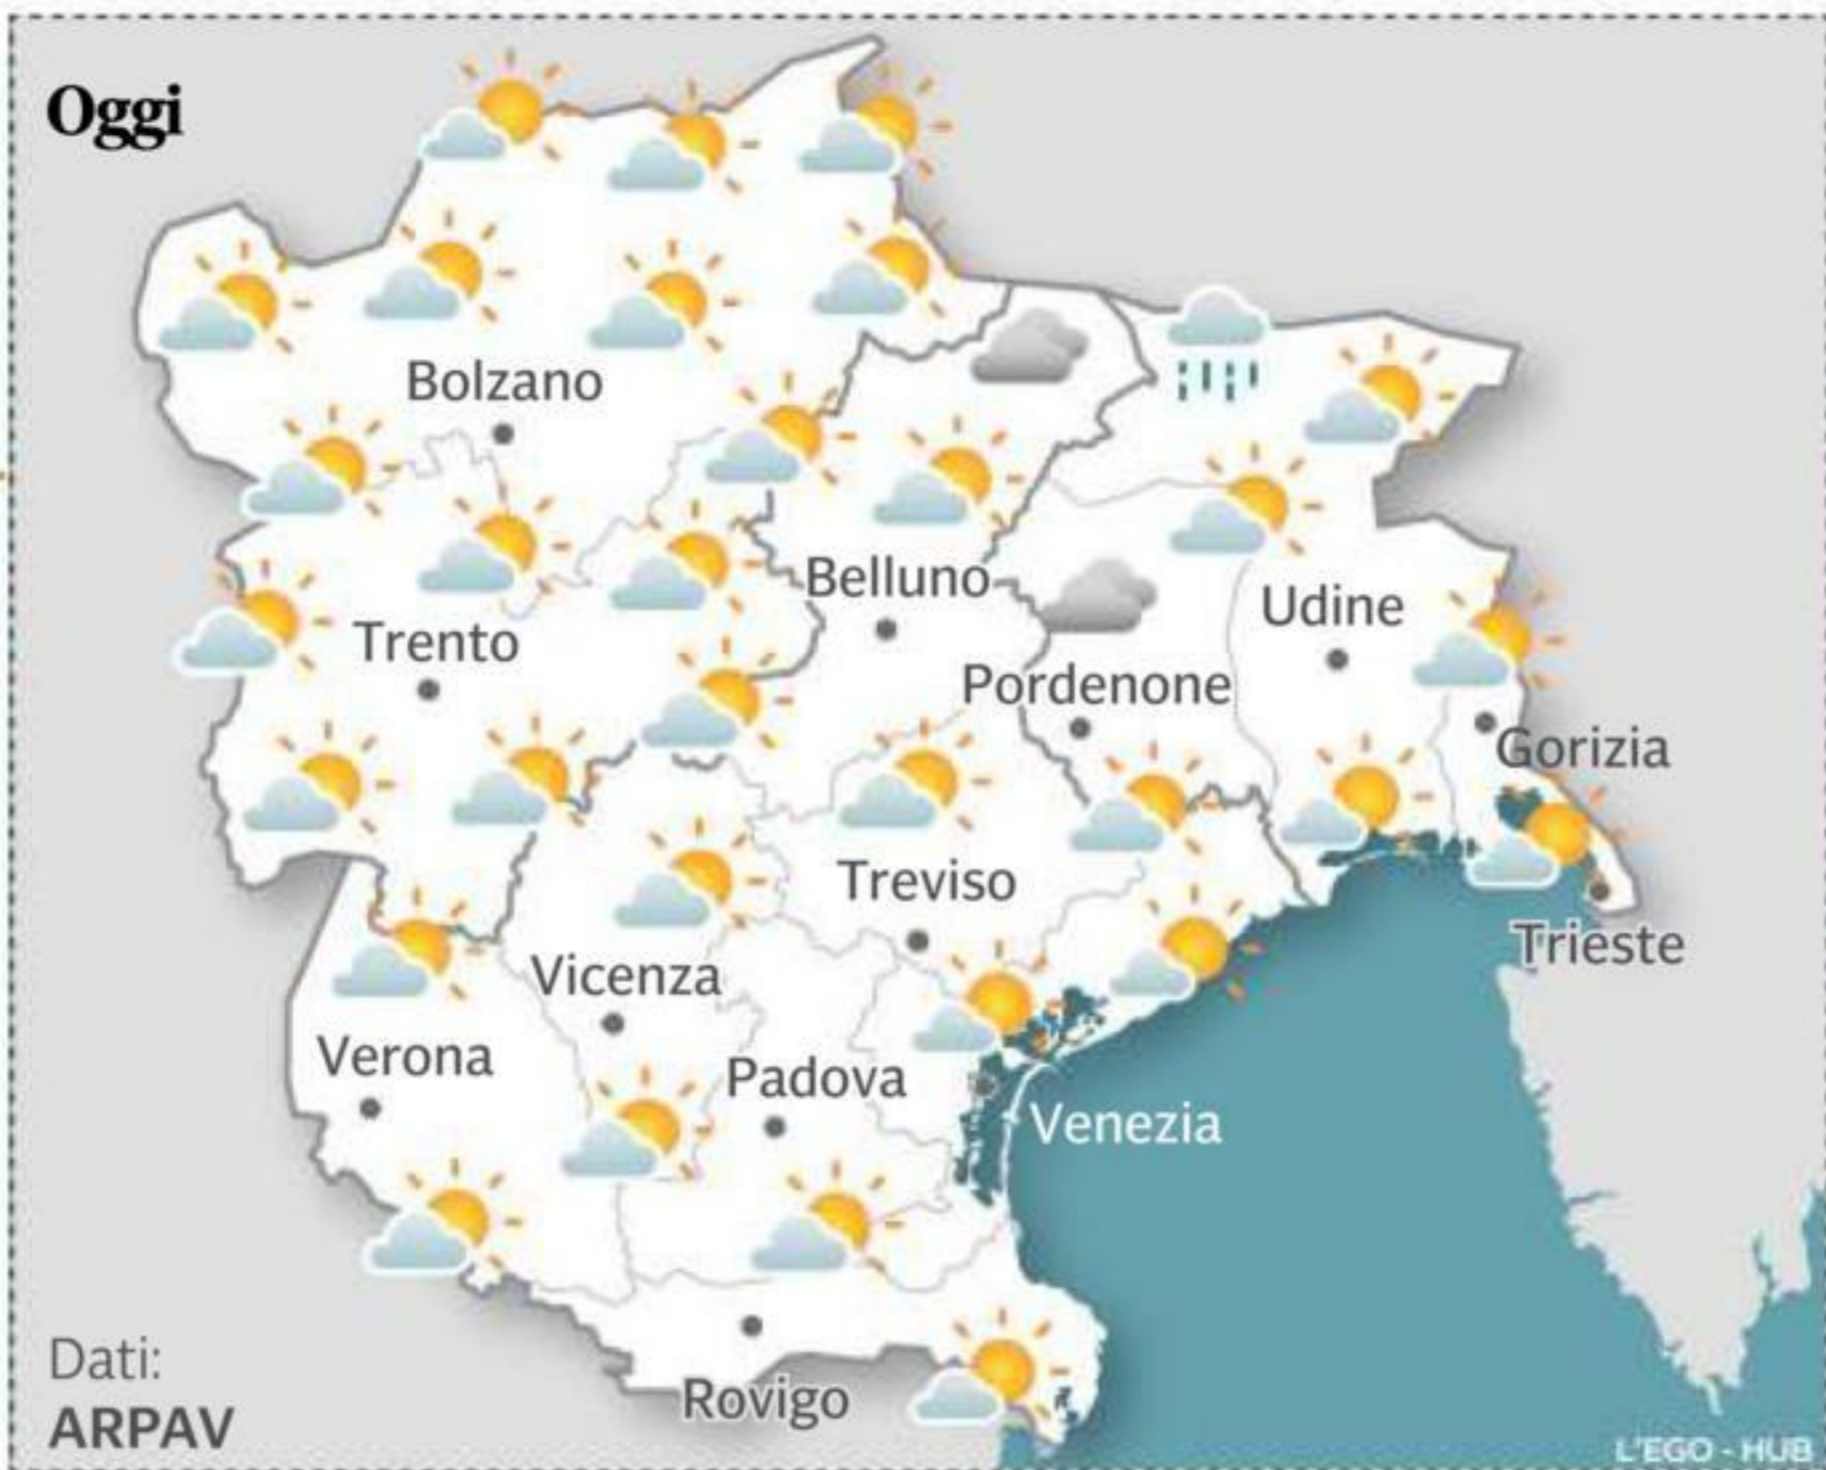 Oggi
Bolzano
Belluno
Udine
Trento
Pordenone
Gorizia
Treviso
Trieste
Vicenza
Verona
Padova
Venezia
Dati:
ARPAV
Rovigo
L'EGO - HUB